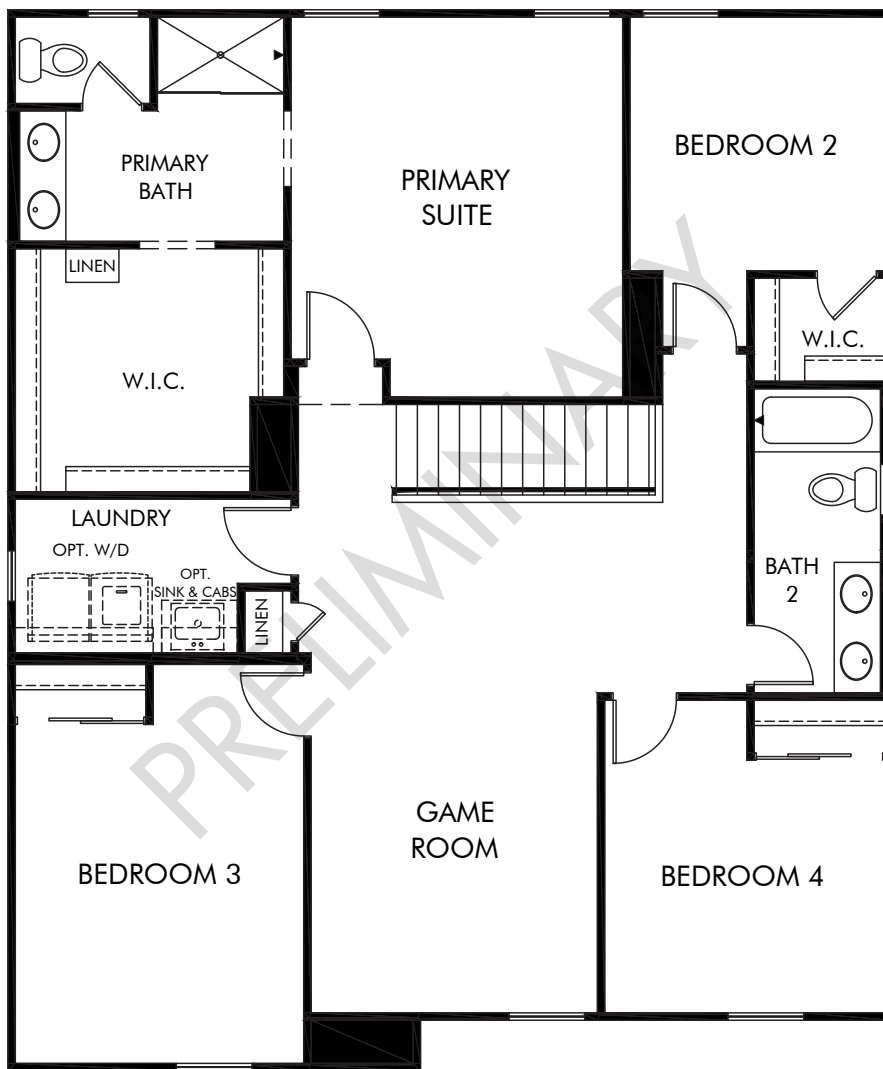 PRIMARY
BATH
PRIMARY
SUITE
BEDROOM 2
LINEN
W.I.C.
W.I.C.
LAUNDRY
OPT. W/D
OPT.
SINK & CABS
LINEN
BATH
2
GAME
ROOM
BEDROOM 3
BEDROOM 4
PRELIMINARY